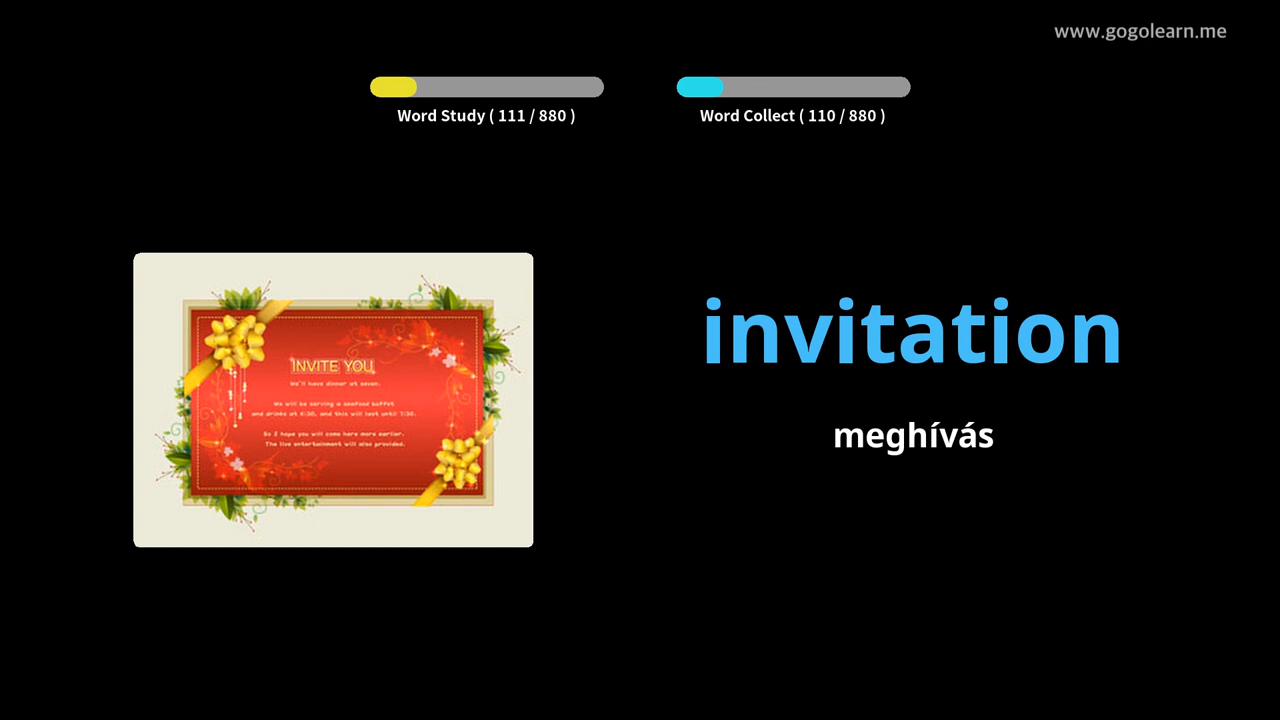 www.gogolearn.me
Word Study ( 111 / 880 )
Word Collect ( 110 / 880 )
INVITE YOU
We'll have dinner at seven.
We will be serving a seafood buffet
and drinks at 6:30, and this will last until 7:30.
So I hope you will come here more earlier.
The live entertainment will also provided.
invitation
meghívás